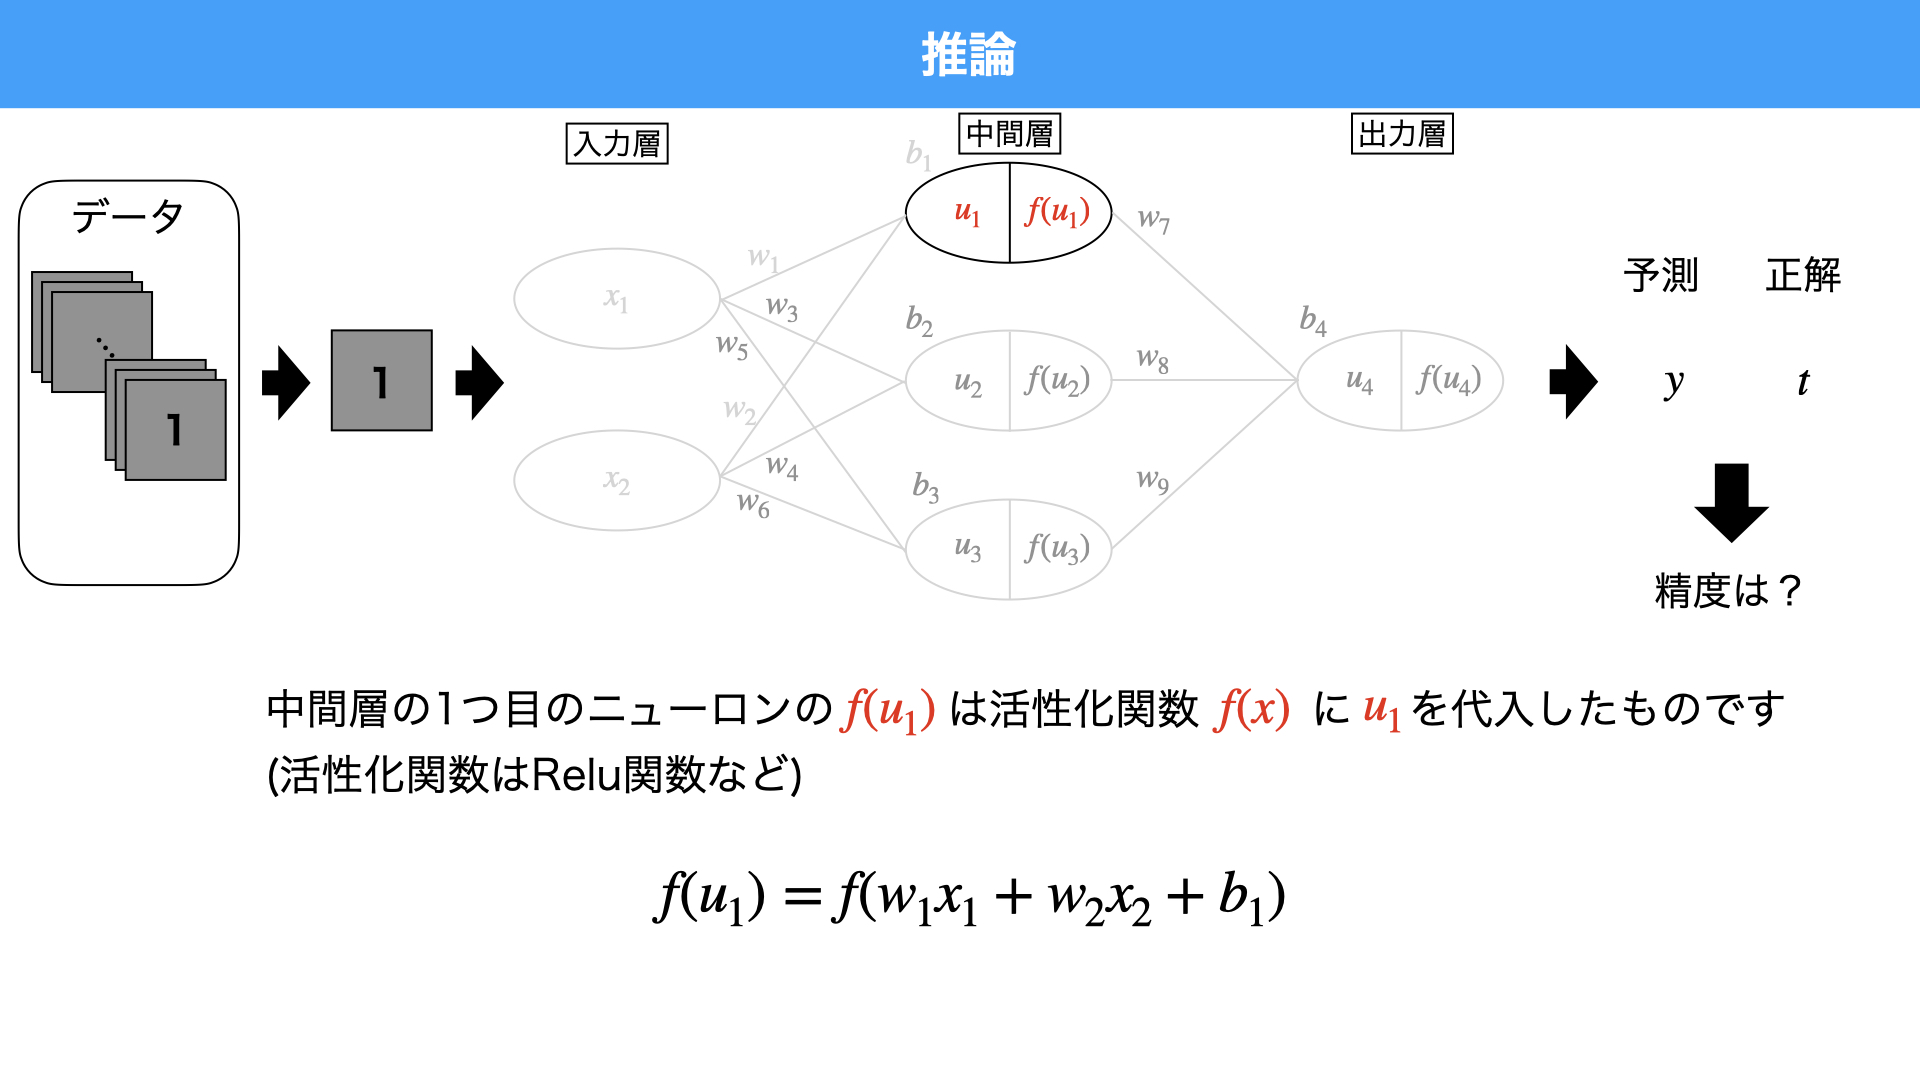 推論
入力層
中間層
出力層
データ
1
1
x₁
x₂
w₁
w₃
w₅
w₂
w₄
w₆
b₁
u₁ f(u₁)
b₂
u₂ f(u₂)
b₃
u₃ f(u₃)
w₇
w₈
w₉
b₄
u₄ f(u₄)
予測 正解
y t
精度は？
中間層の1つ目のニューロンの f(u₁) は活性化関数 f(x) に u₁ を代入したものです
(活性化関数はRelu関数など)
f(u₁) = f(w₁x₁ + w₂x₂ + b₁)